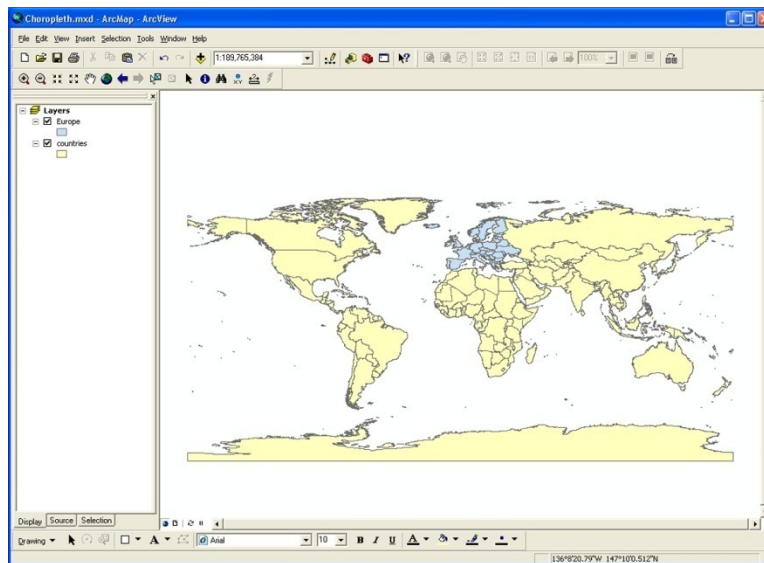 Choropleth.mxd - ArcMap - ArcView
File Edit View Insert Selection Tools Window Help
1:189,765,384
100%
Layers
Europe
countries
Display Source Selection
Drawing A Arial 10 B I U A
136°8'20.79"W 147°10'0.512"N